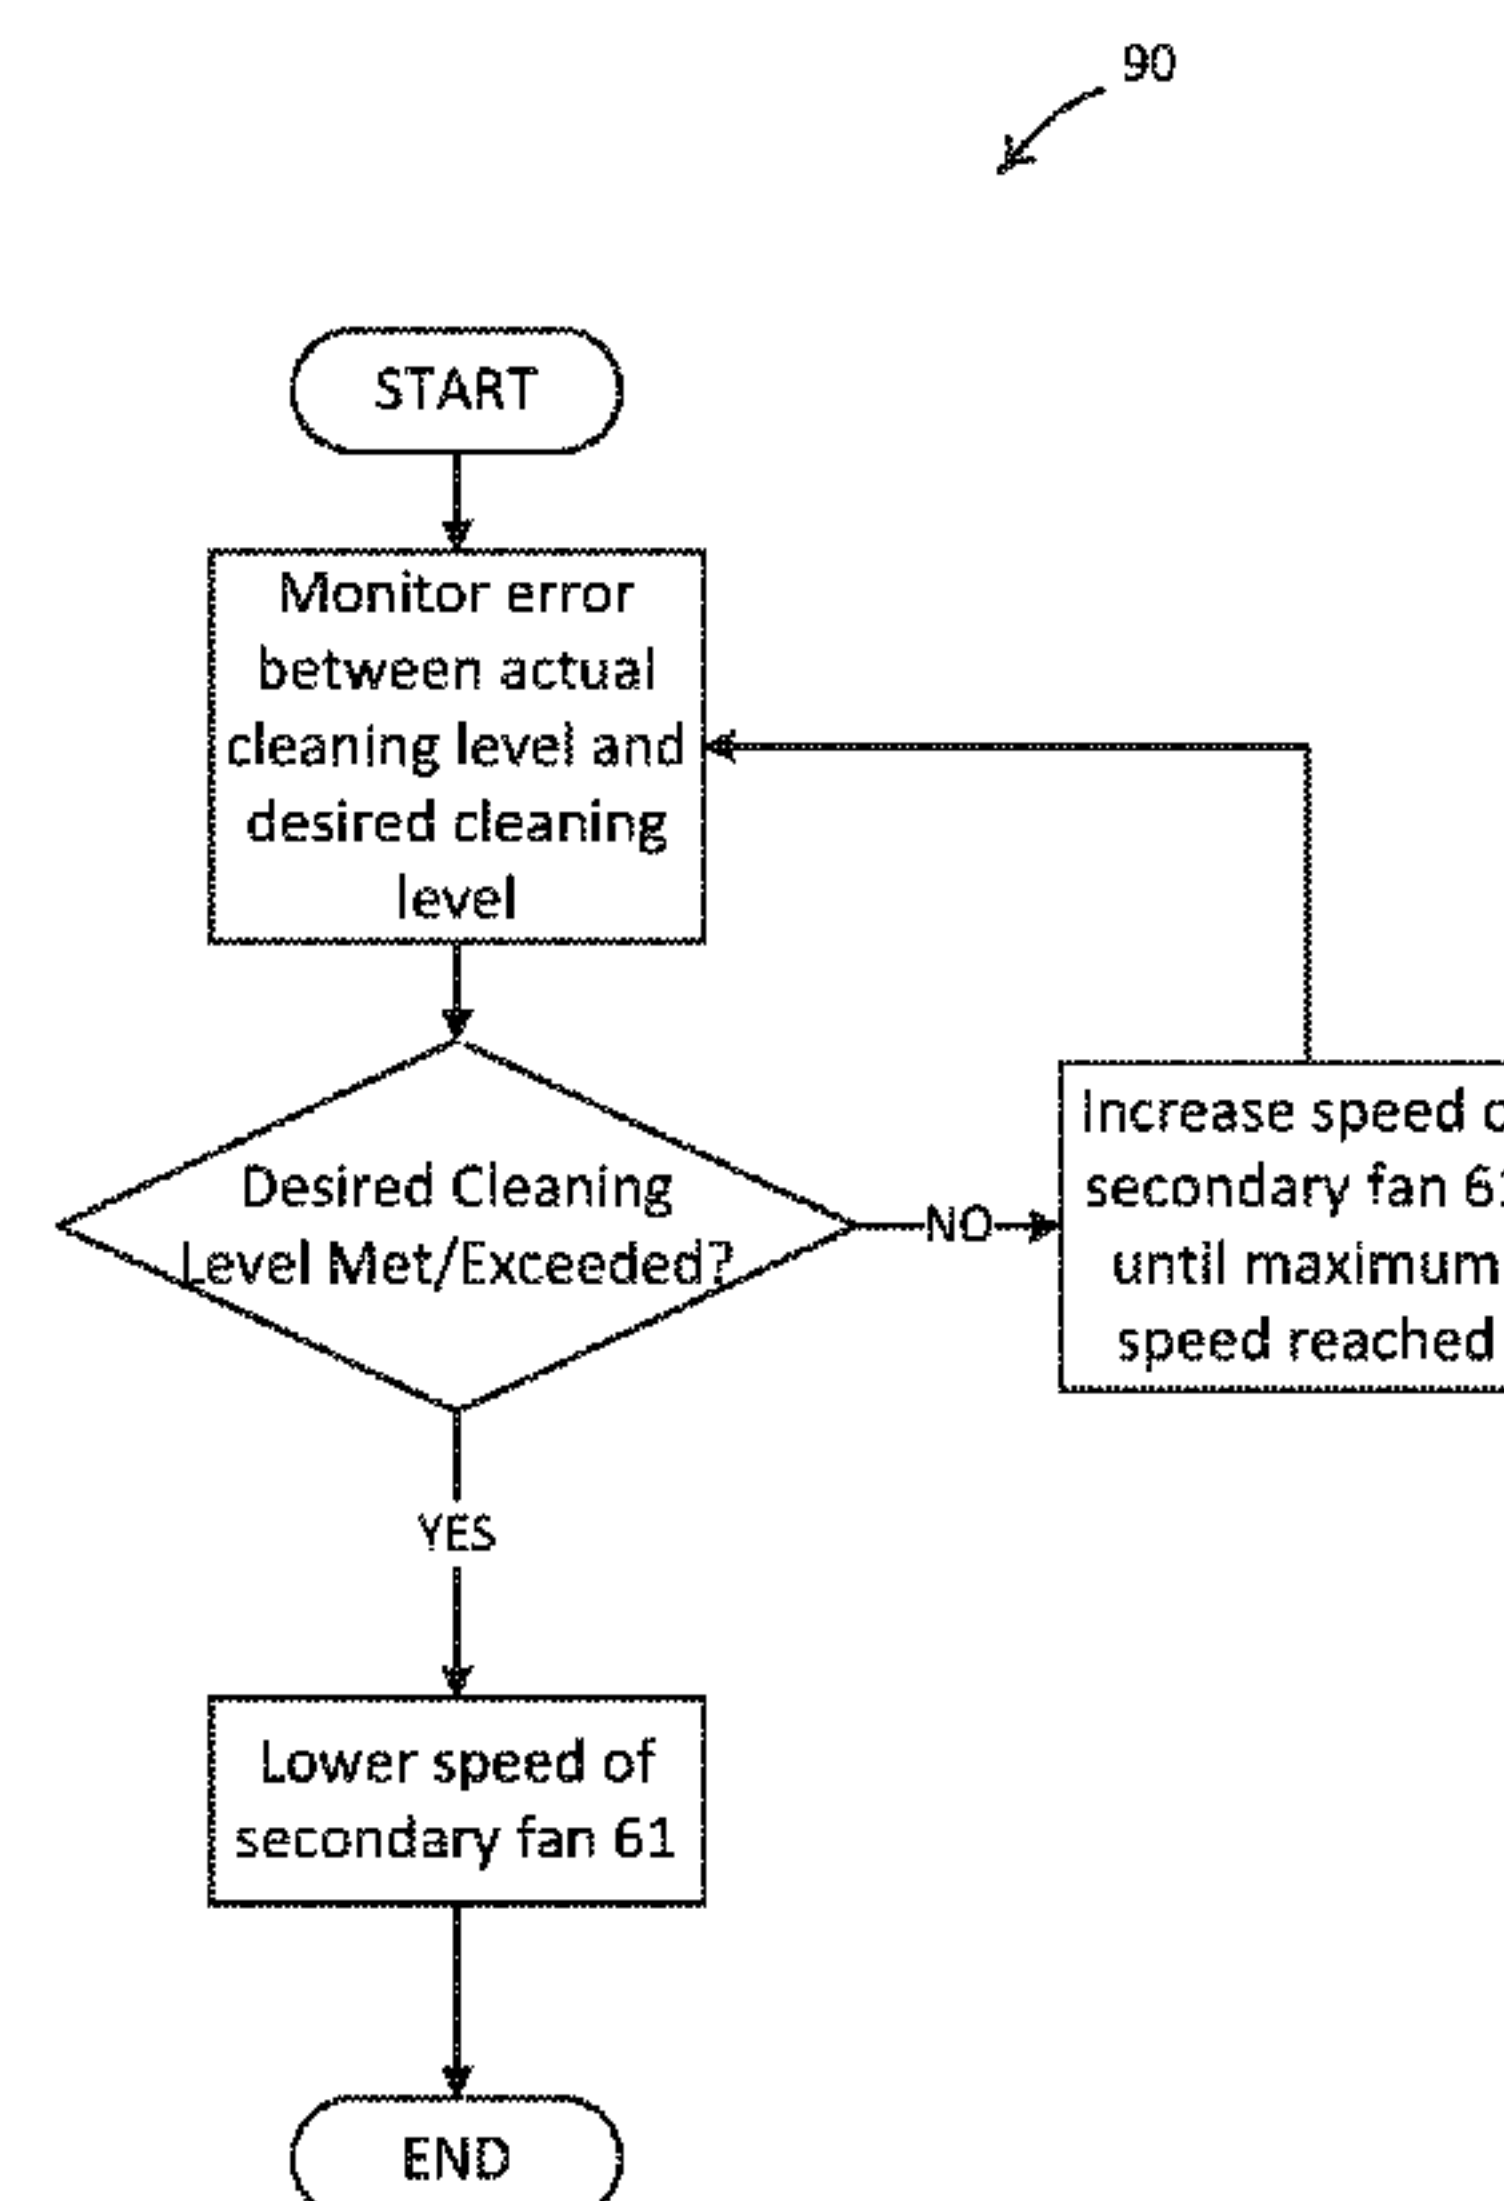 90
START
Monitor error
between actual
cleaning level and
desired cleaning
level
Desired Cleaning
Level Met/Exceeded?
NO
Increase speed
secondary fan
until maximum
speed reached
YES
Lower speed of
secondary fan 61
END